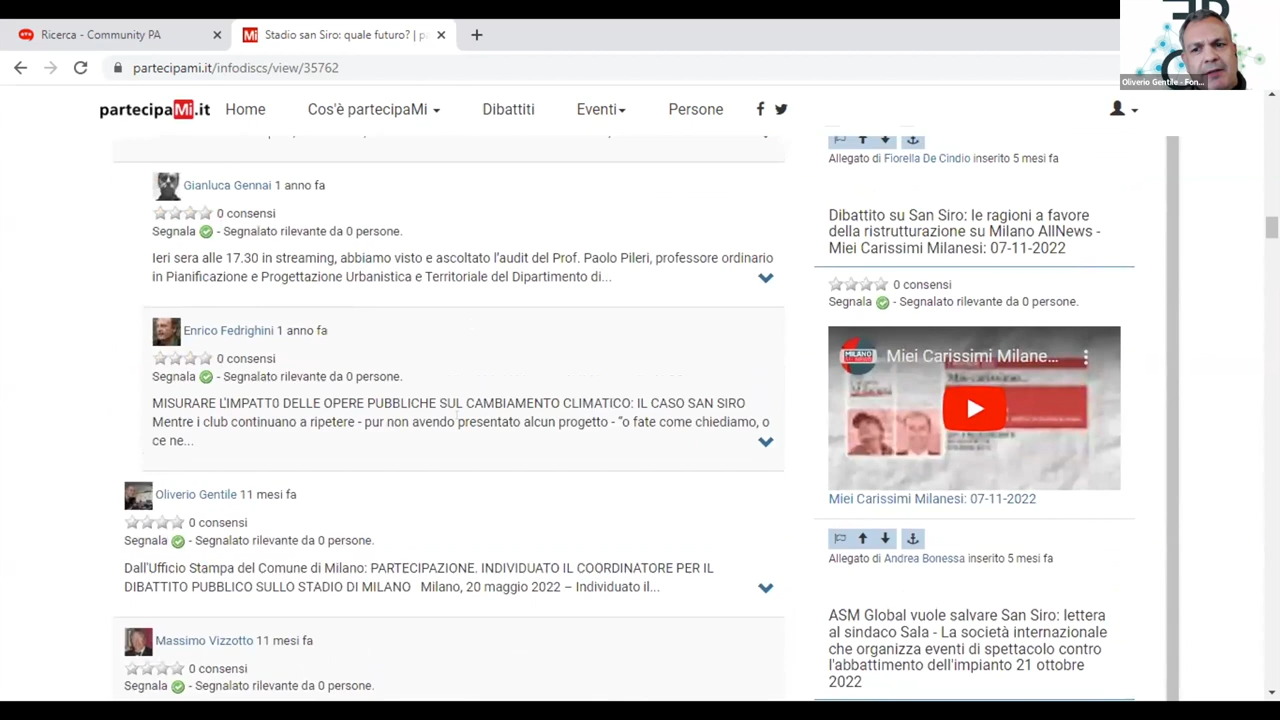 Ricerca - Community PA
Stadio san Siro: quale futuro? | p
partecipami.it/infodiscs/view/35762
Oliverio Gentile - Fon...
partecipaMi.it Home Cos'è partecipaMi Dibattiti Eventi Persone
Gianluca Gennai 1 anno fa
0 consensi
Segnala - Segnalato rilevante da 0 persone.
Ieri sera alle 17.30 in streaming, abbiamo visto e ascoltato l'audit del Prof. Paolo Pileri, professore ordinario
in Pianificazione e Progettazione Urbanistica e Territoriale del Dipartimento di...
Enrico Fedrighini 1 anno fa
0 consensi
Segnala - Segnalato rilevante da 0 persone.
MISURARE L'IMPATT0 DELLE OPERE PUBBLICHE SUL CAMBIAMENTO CLIMATICO: IL CASO SAN SIRO
Mentre i club continuano a ripetere - pur non avendo presentato alcun progetto - “o fate come chiediamo, o
ce ne...
Oliverio Gentile 11 mesi fa
0 consensi
Segnala - Segnalato rilevante da 0 persone.
Dall'Ufficio Stampa del Comune di Milano: PARTECIPAZIONE. INDIVIDUATO IL COORDINATORE PER IL
DIBATTITO PUBBLICO SULLO STADIO DI MILANO Milano, 20 maggio 2022 – Individuato il...
Massimo Vizzotto 11 mesi fa
0 consensi
Segnala - Segnalato rilevante da 0 persone.
Allegato di Fiorella De Cindio inserito 5 mesi fa
Dibattito su San Siro: le ragioni a favore
della ristrutturazione su Milano AllNews -
Miei Carissimi Milanesi: 07-11-2022
0 consensi
Segnala - Segnalato rilevante da 0 persone.
Miei Carissimi Milane...
Miei Carissimi Milanesi: 07-11-2022
Allegato di Andrea Bonessa inserito 5 mesi fa
ASM Global vuole salvare San Siro: lettera
al sindaco Sala - La società internazionale
che organizza eventi di spettacolo contro
l'abbattimento dell'impianto 21 ottobre
2022